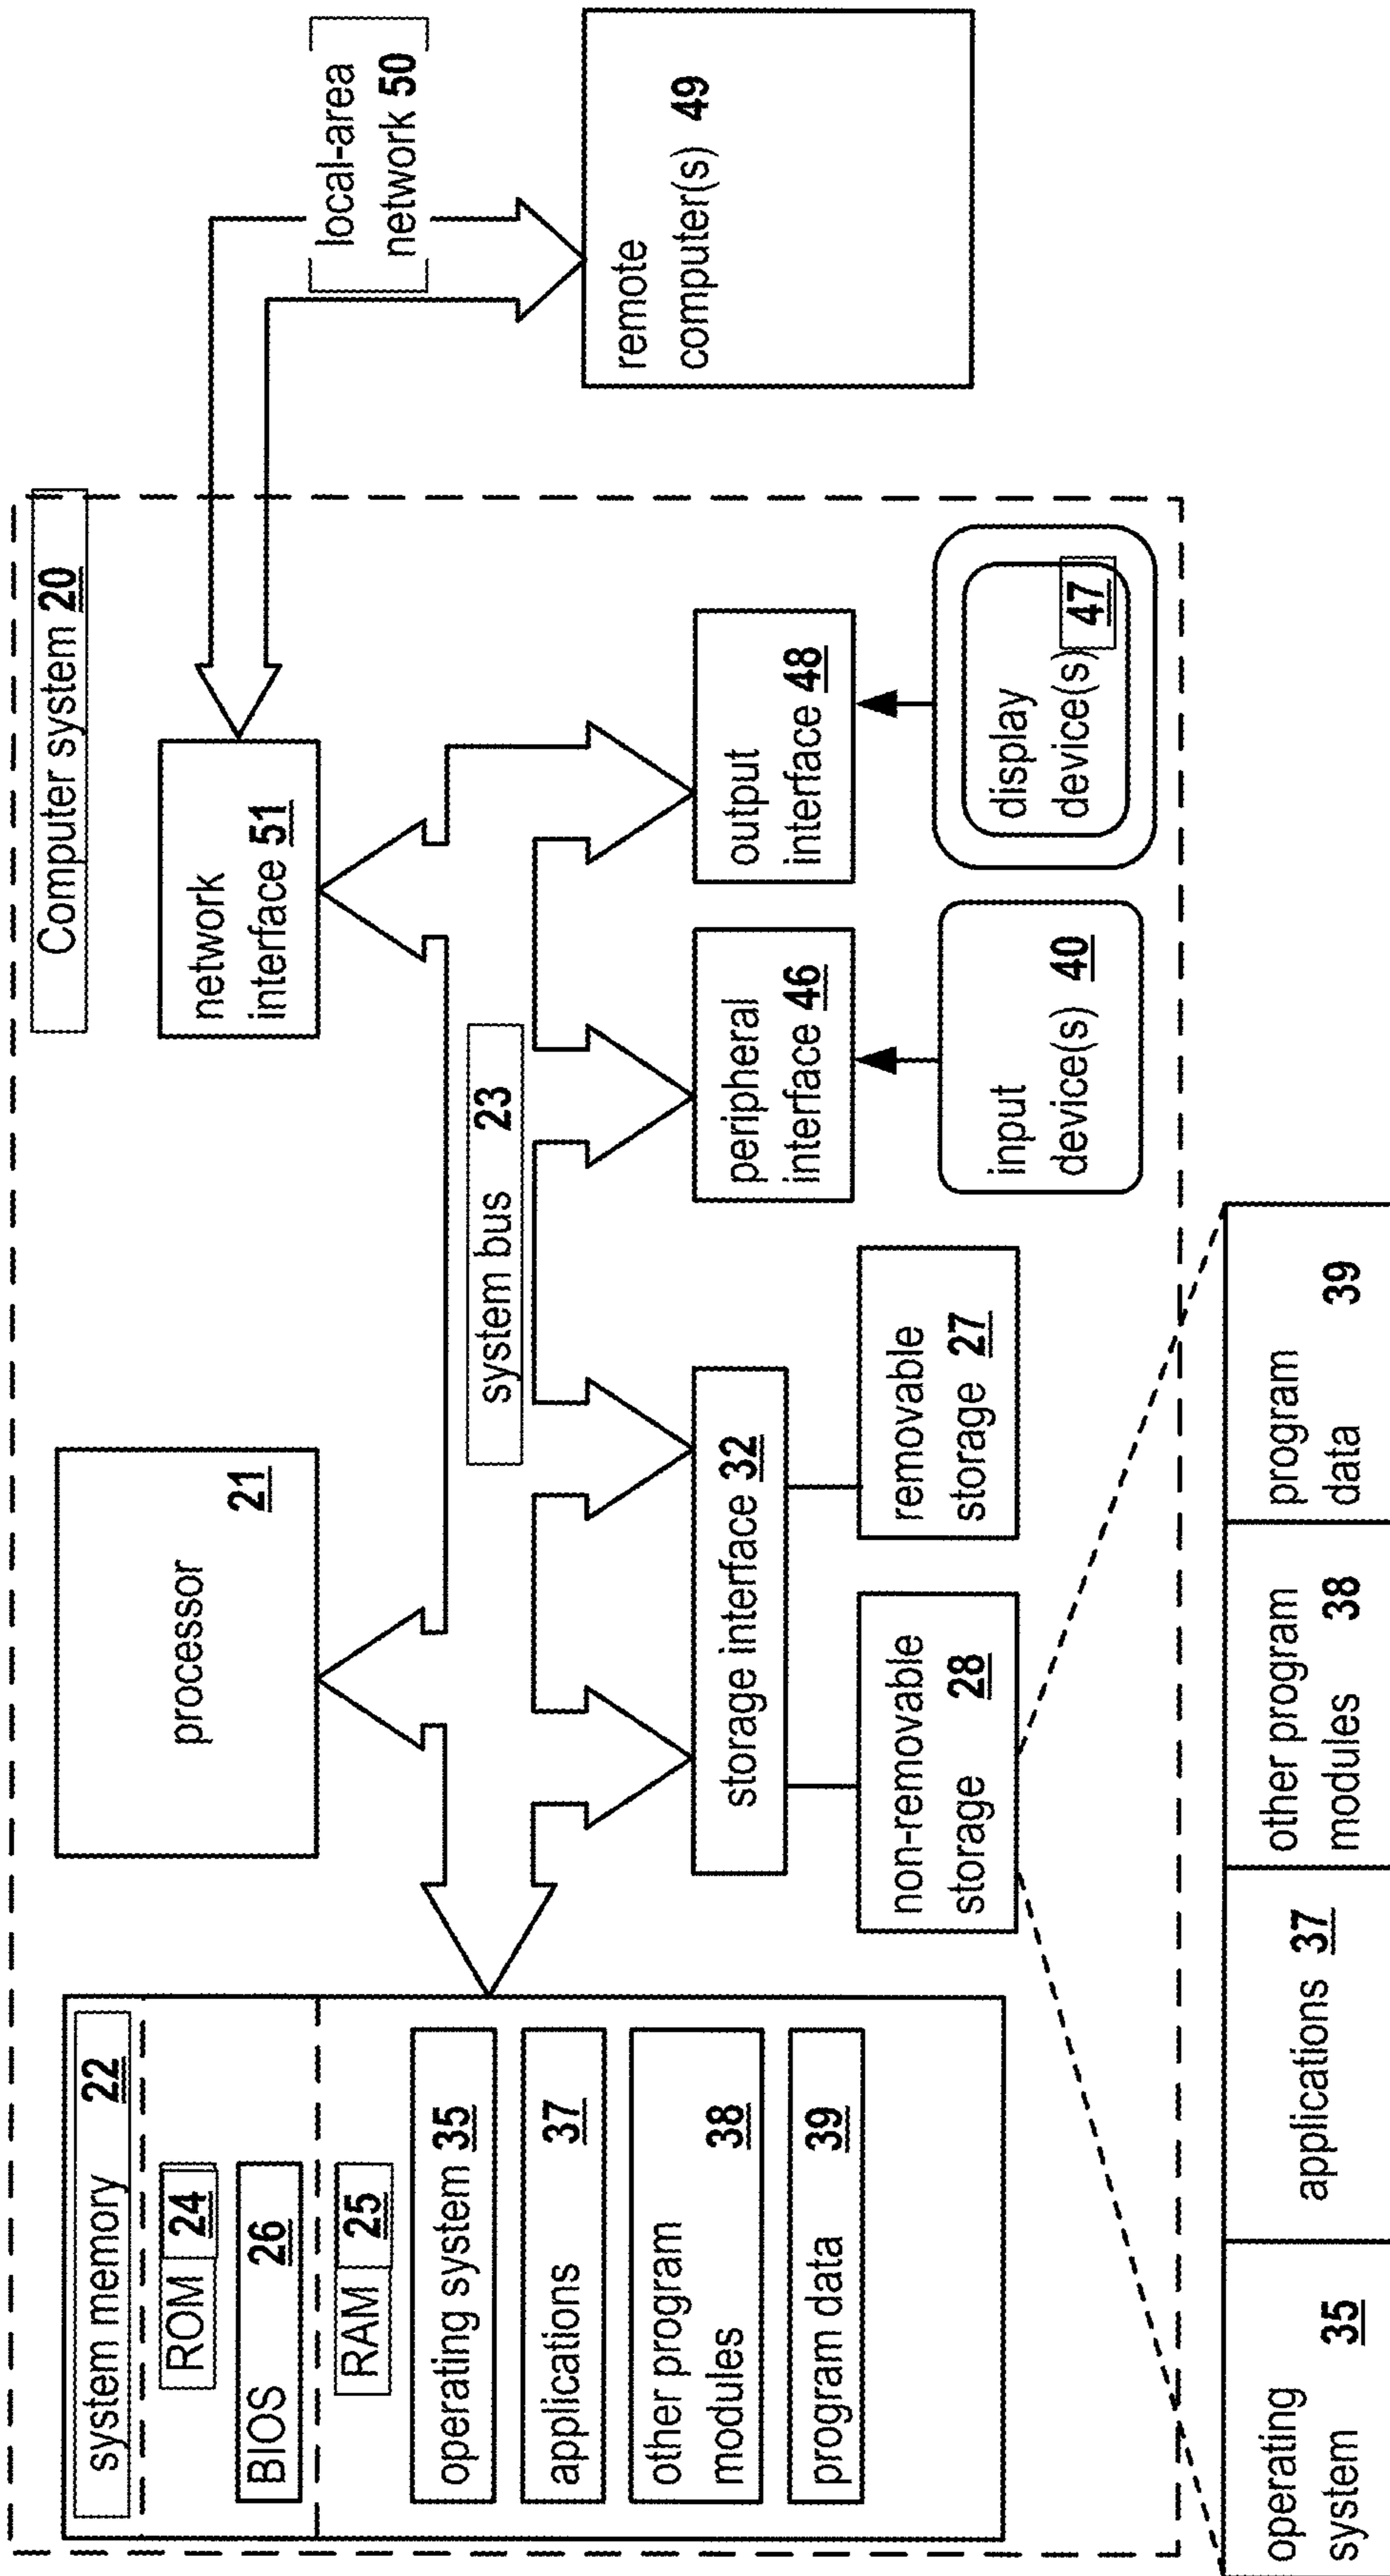 Computer system 20
system memory 22
ROM 24
BIOS 26
RAM 25
operating system 35
applications 37
other program
modules 38
program data 39
processor 21
network
interface 51
local-area
network 50
system bus 23
storage interface 32
peripheral
interface 46
output
interface 48
remote
computer(s) 49
non-removable
storage 28
removable
storage 27
input
device(s) 40
display
device(s) 47
operating
system 35
applications 37
other program
modules 38
program
data 39